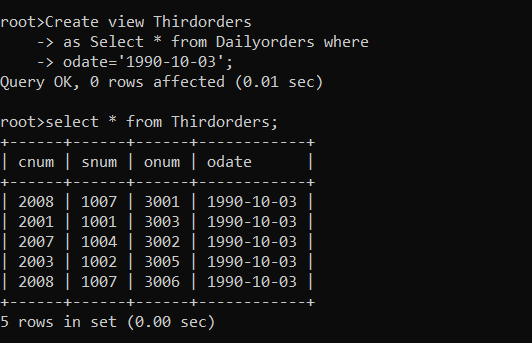 root>Create view Thirdorders
    -> as Select * from Dailyorders where
    -> odate='1990-10-03';
Query OK, 0 rows affected (0.01 sec)
root>select * from Thirdorders;
+------+------+------+------------+
| cnum | snum | onum | odate      |
+------+------+------+------------+
| 2008 | 1007 | 3001 | 1990-10-03 |
| 2001 | 1001 | 3003 | 1990-10-03 |
| 2007 | 1004 | 3002 | 1990-10-03 |
| 2003 | 1002 | 3005 | 1990-10-03 |
| 2008 | 1007 | 3006 | 1990-10-03 |
+------+------+------+------------+
5 rows in set (0.00 sec)